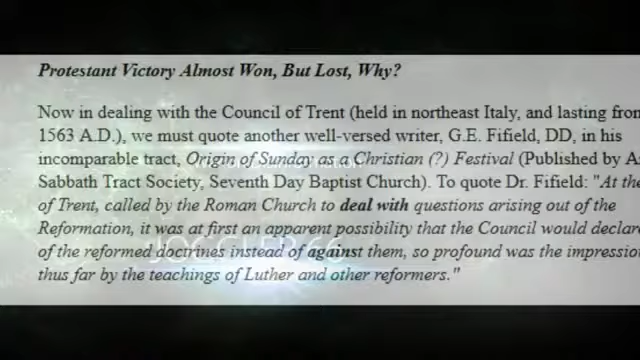 Protestant Victory Almost Won, But Lost, Why?
Now in dealing with the Council of Trent (held in northeast Italy, and lasting from
1563 A.D.), we must quote another well-versed writer, G.E. Fifield, DD, in his
incomparable tract, Origin of Sunday as a Christian (?) Festival (Published by
Sabbath Tract Society, Seventh Day Baptist Church). To quote Dr. Fifield: "At the
of Trent, called by the Roman Church to deal with questions arising out of the
Reformation, it was at first an apparent possibility that the Council would declare
of the reformed doctrines instead of against them, so profound was the
thus far by the teachings of Luther and other reformers."
JOGGLER66